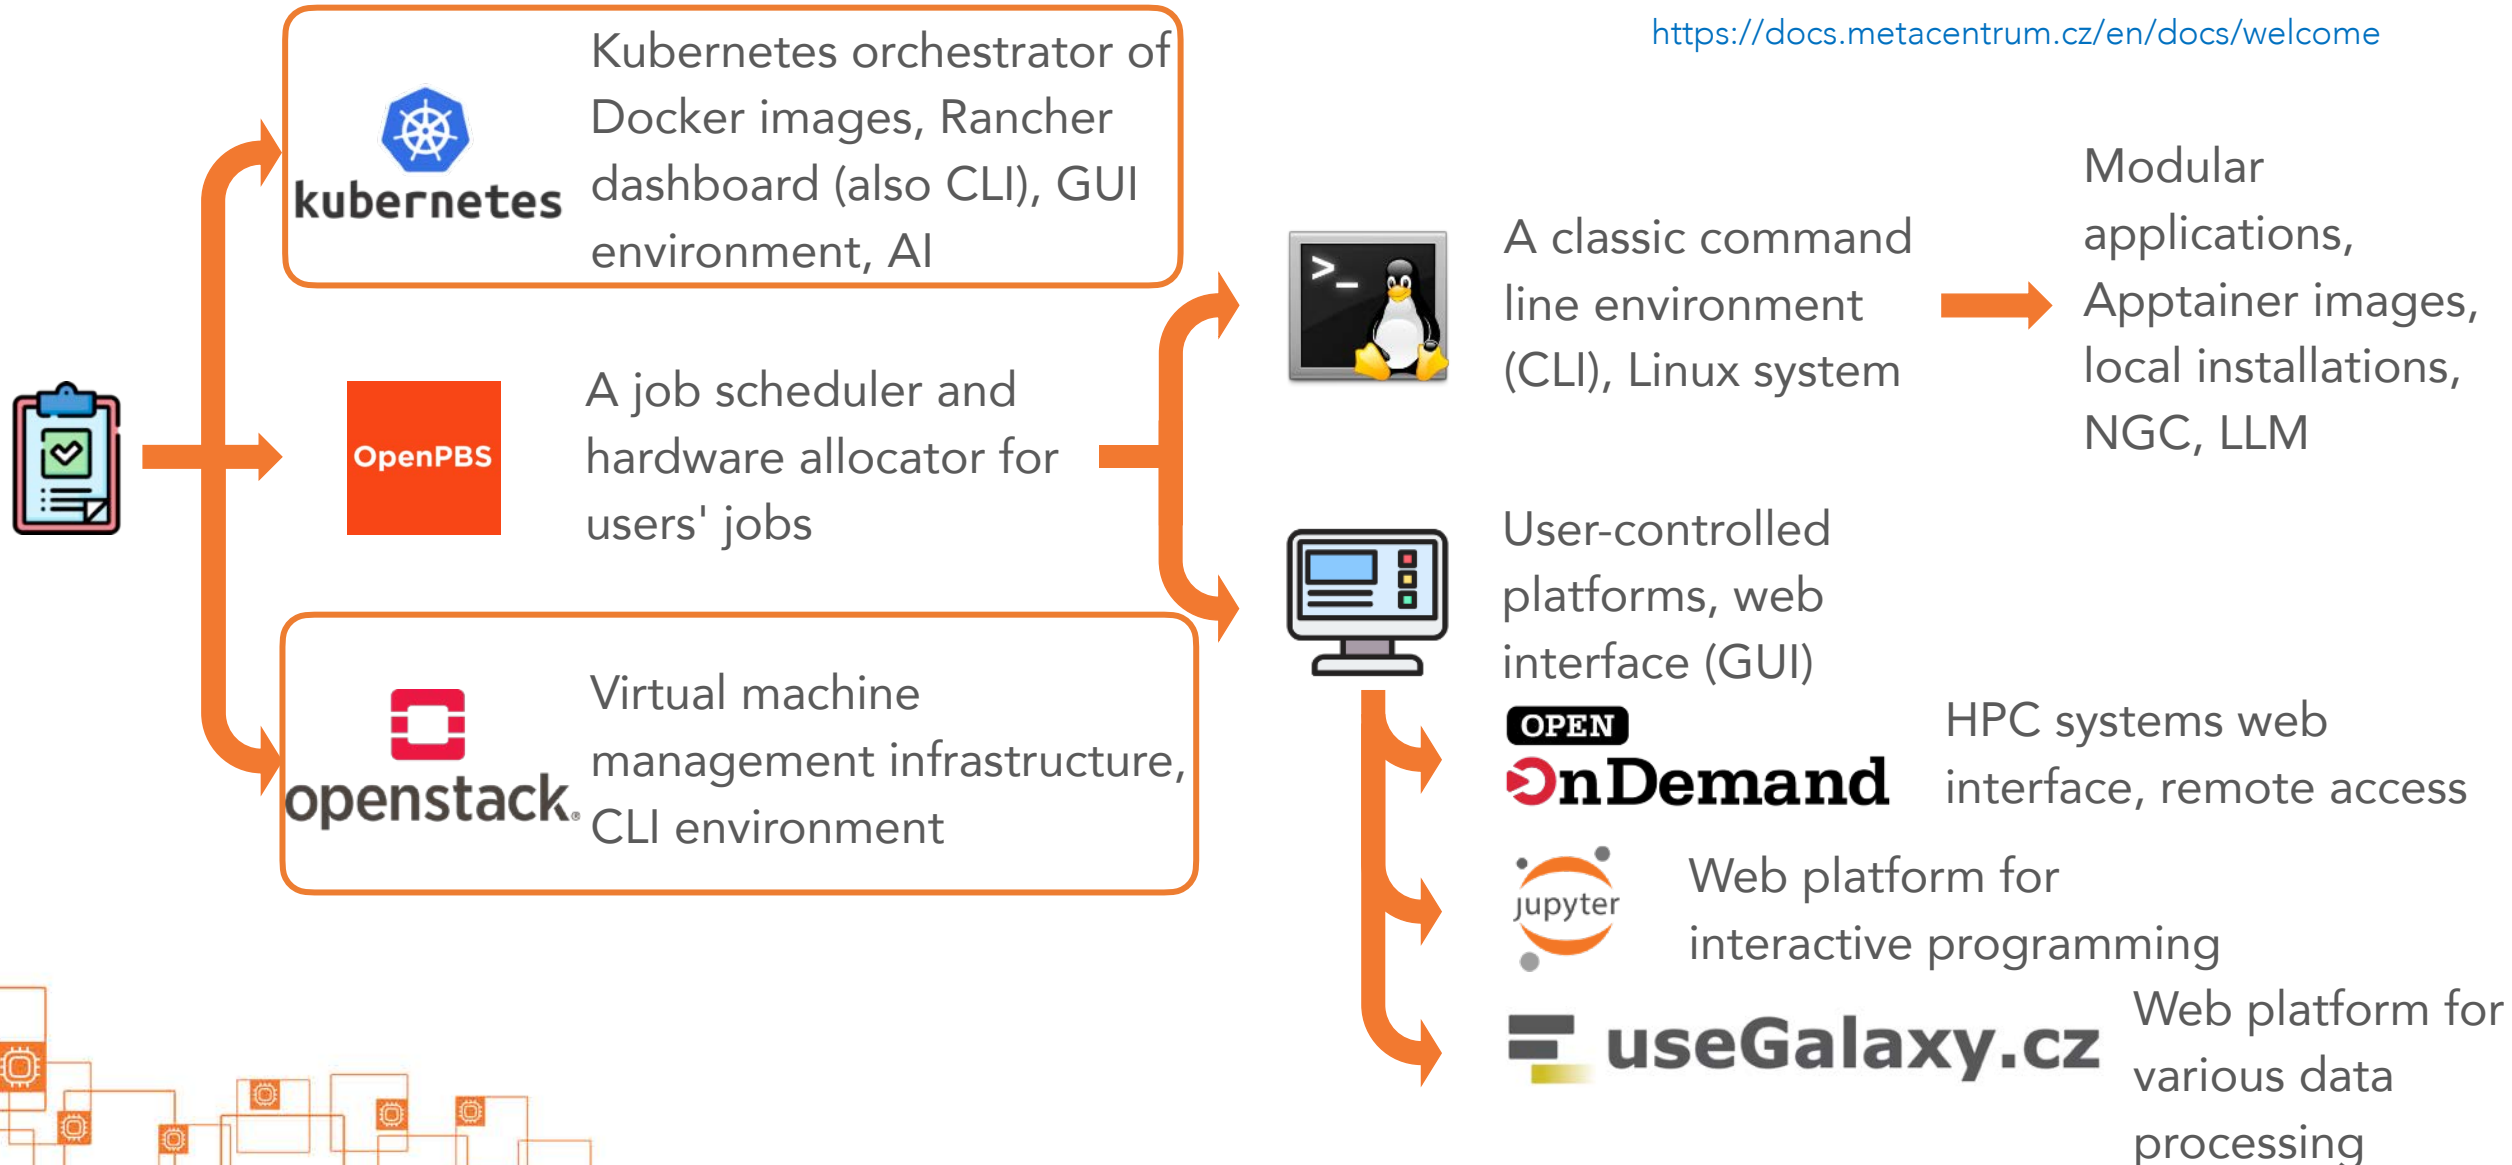 https://docs.metacentrum.cz/en/docs/welcome
kubernetes
Kubernetes orchestrator of
Docker images, Rancher
dashboard (also CLI), GUI
environment, AI
OpenPBS
A job scheduler and
hardware allocator for
users' jobs
openstack®
Virtual machine
management infrastructure,
CLI environment
>_
A classic command
line environment
(CLI), Linux system
Modular
applications,
Apptainer images,
local installations,
NGC, LLM
User-controlled
platforms, web
interface (GUI)
OPEN
OnDemand
HPC systems web
interface, remote access
jupyter
Web platform for
interactive programming
useGalaxy.cz
Web platform for
various data
processing